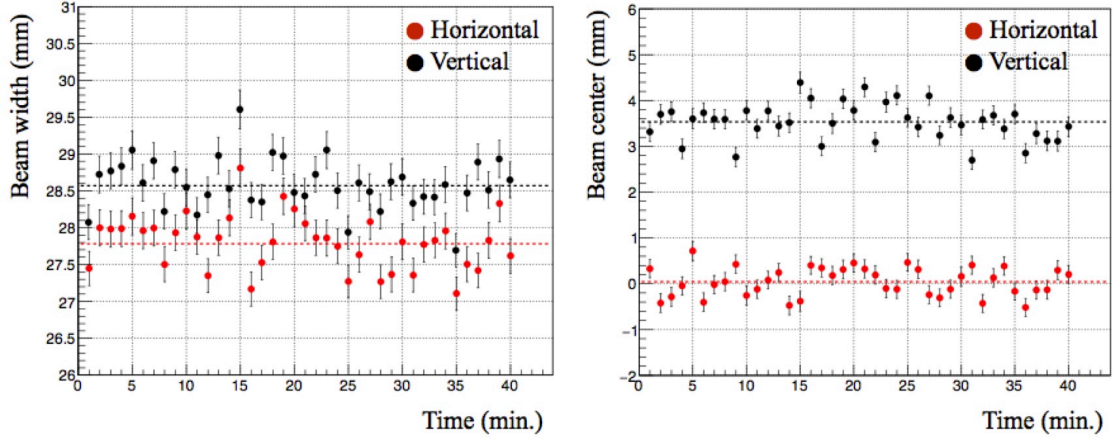 Beam width (mm)
31
30.5
30
29.5
29
28.5
28
27.5
27
26.5
26
Horizontal
Vertical
0 5 10 15 20 25 30 35 40
Time (min.)
Beam center (mm)
6
5
4
3
2
1
0
−1
−2
Horizontal
Vertical
0 5 10 15 20 25 30 35 40
Time (min.)